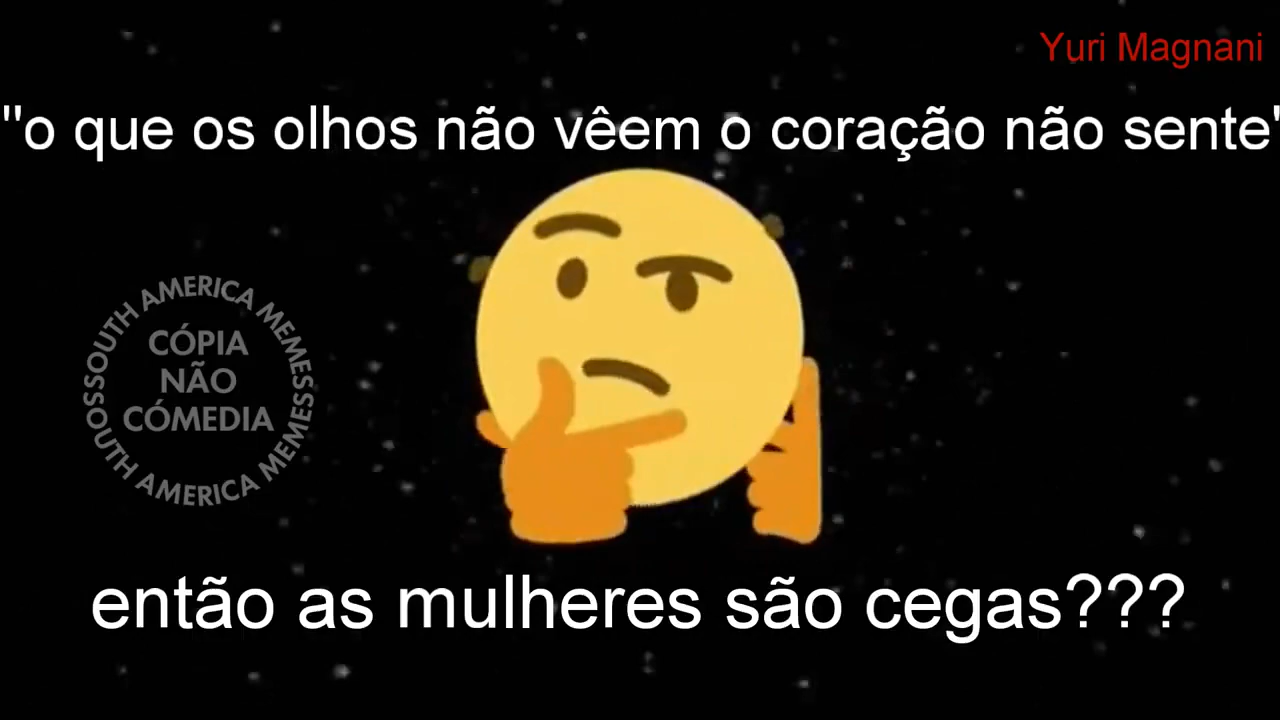 Yuri Magnani
"o que os olhos não vêem o coração não sente"
SOUTH AMERICA MEMES
CÓPIA
NÃO
CÓMEDIA
SOUTH AMERICA MEMES
então as mulheres são cegas???